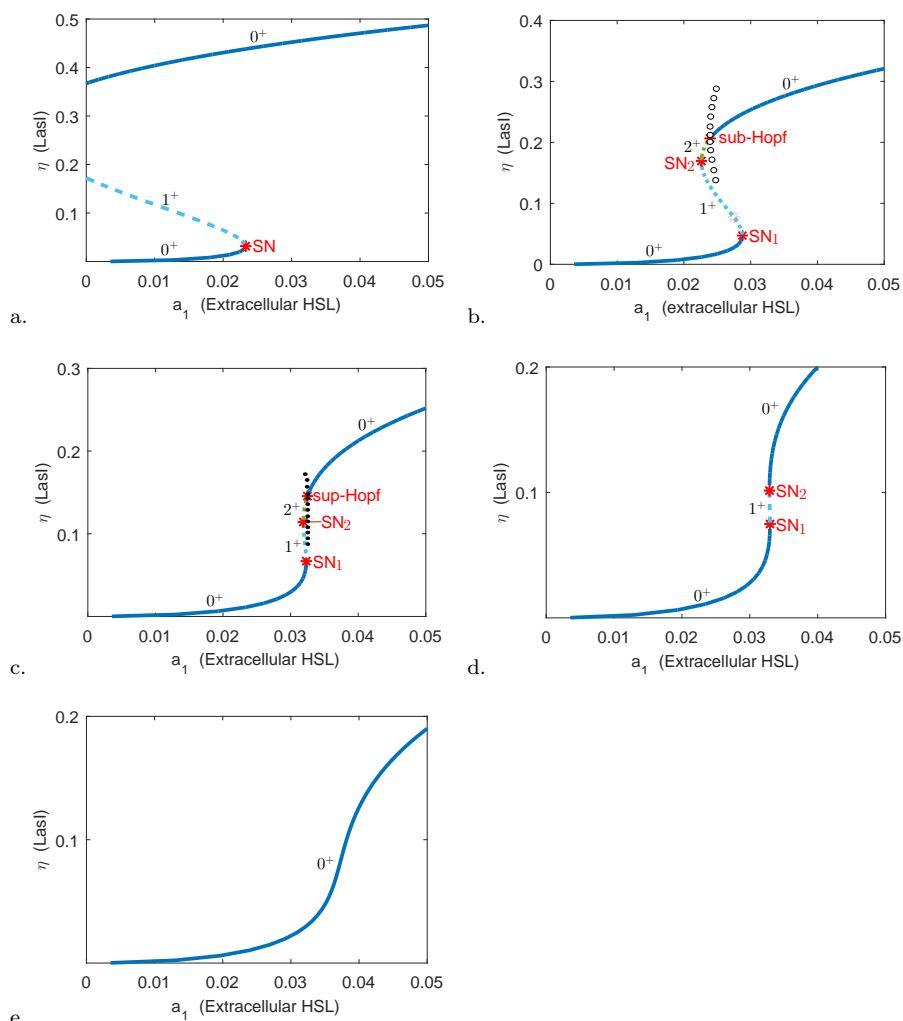 0.5
0.4
0.3
0.2
0.1
η (LasI)
0⁺
1⁺
0⁺
SN
0 0.01 0.02 0.03 0.04 0.05
a₁ (Extracellular HSL)
a.
0.4
0.3
0.2
0.1
0
η (LasI)
0⁺
sub-Hopf
2⁺
SN₂
1⁺
SN₁
0⁺
0 0.01 0.02 0.03 0.04 0.05
a₁ (extracellular HSL)
b.
0.3
0.2
0.1
η (LasI)
0⁺
sup-Hopf
2⁺
SN₂
1⁺
SN₁
0⁺
0 0.01 0.02 0.03 0.04 0.05
a₁ (Extracellular HSL)
c.
0.2
0.1
η (LasI)
0⁺
SN₂
1⁺
SN₁
0⁺
0 0.01 0.02 0.03 0.04 0.05
a₁ (Extracellular HSL)
d.
0.2
0.1
η (LasI)
0⁺
0 0.01 0.02 0.03 0.04 0.05
a₁ (Extracellular HSL)
e.